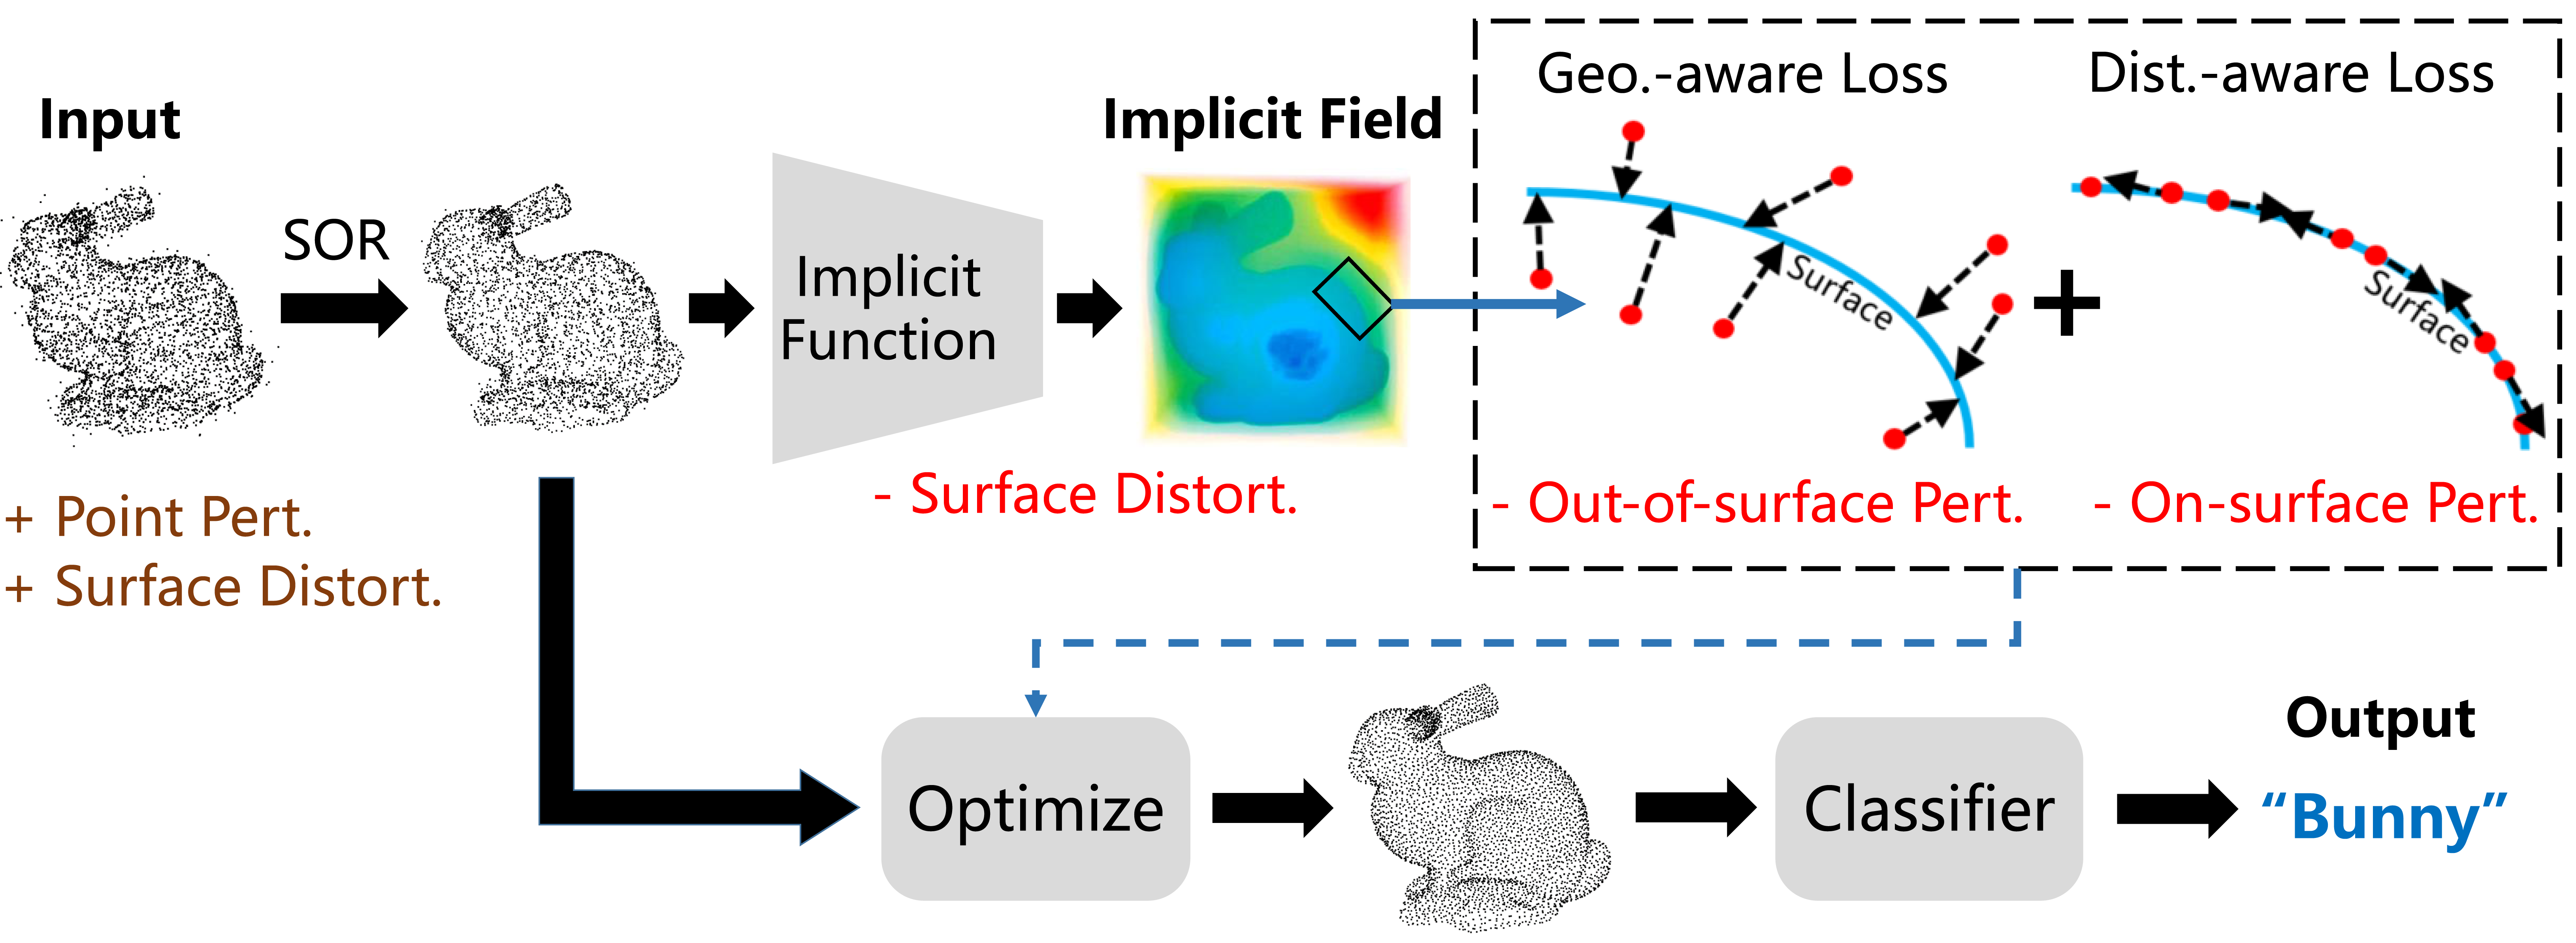 Input
SOR
+ Point Pert.
+ Surface Distort.
Implicit
Function
Implicit Field
- Surface Distort.
Geo.-aware Loss
Surface
- Out-of-surface Pert.
+
Dist.-aware Loss
Surface
- On-surface Pert.
Optimize
Classifier
Output
“Bunny”